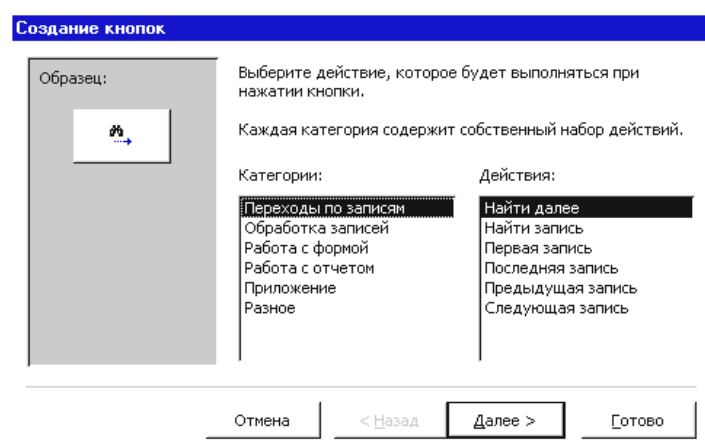 Создание кнопок
Образец:
Выберите действие, которое будет выполняться при
нажатии кнопки.
Каждая категория содержит собственный набор действий.
Категории:
Переходы по записям
Обработка записей
Работа с формой
Работа с отчетом
Приложение
Разное
Действия:
Найти далее
Найти запись
Первая запись
Последняя запись
Предыдущая запись
Следующая запись
Отмена
< Назад
Далее >
Готово